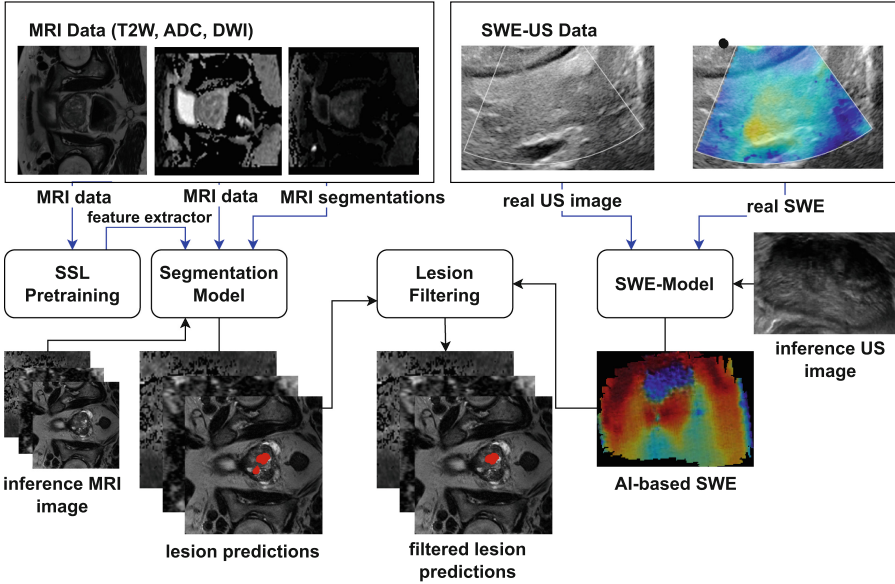 MRI Data (T2W, ADC, DWI)
SWE-US Data
MRI data
MRI data
MRI segmentations
feature extractor
real US image
real SWE
SSL
Pretraining
Segmentation
Model
Lesion
Filtering
SWE-Model
inference US
image
inference MRI
image
lesion predictions
filtered lesion
predictions
AI-based SWE